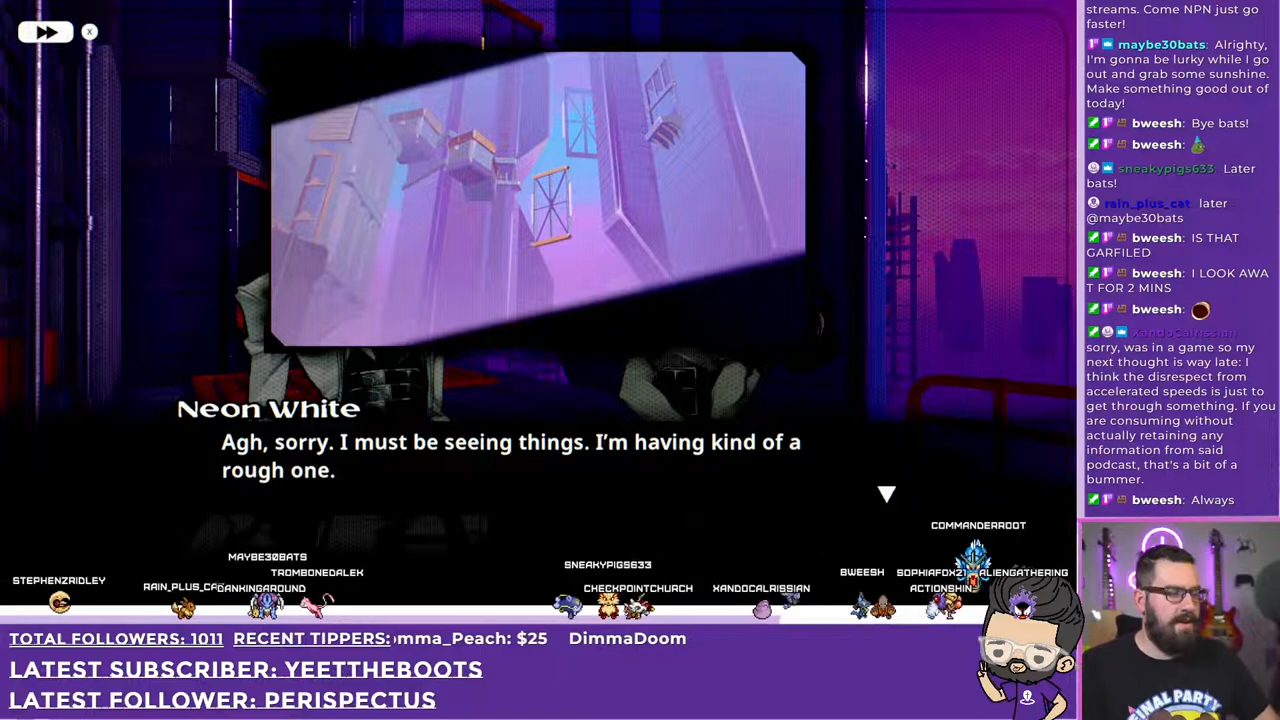 X
Neon White
Agh, sorry. I must be seeing things. I'm having kind of a
rough one.
streams. Come NPN just go
faster!
maybe30bats: Alrighty,
I'm gonna be lurky while I go
out and grab some sunshine.
Make something good out of
today!
bweesh: Bye bats!
bweesh:
sneakypigs633 Later
bats!
rain_plus_cat later
@maybe30bats
bweesh: IS THAT
GARFILED
bweesh: I LOOK AWA
T FOR 2 MINS
bweesh:
XandoCalrissian
sorry, was in a game so my
next thought is way late: I
think the disrespect from
accelerated speeds is just to
get through something. If you
are consuming without
actually retaining any
information from said
podcast, that's a bit of a
bummer.
bweesh: Always
COMMANDERROOT
MAYBE30BATS
SNEAKYPIGS633
STEPHENZRIDLEY
TROMBONEDALEK
BWEESH
ALIENGATHERING
CHECKPOINTCHURCH
XANDOCALRISSIAN
TOTAL FOLLOWERS: 1011 RECENT TIPPERS: omma_Peach: $25 DimmaDoom
LATEST SUBSCRIBER: YEETTHEBOOTS
LATEST FOLLOWER: PERISPECTUS